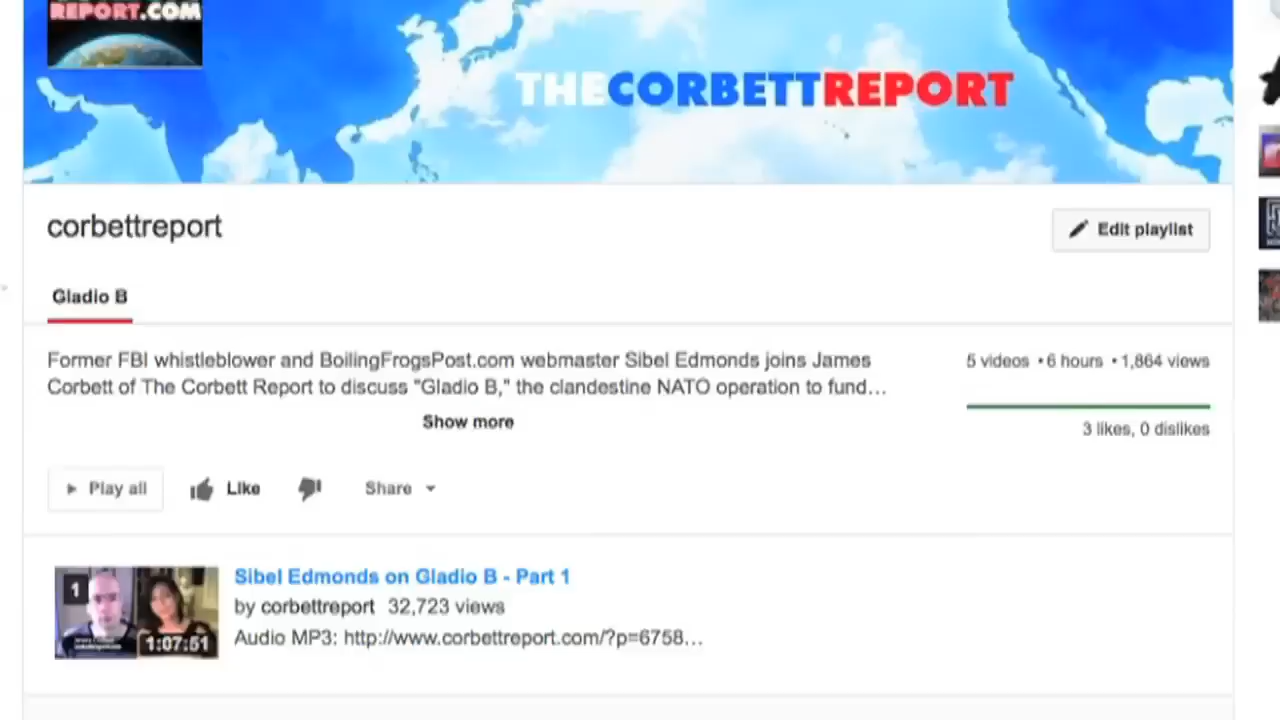 REPORT.COM
THECORBETTREPORT
corbettreport
Edit playlist
Gladio B
Former FBI whistleblower and BoilingFrogsPost.com webmaster Sibel Edmonds joins James
Corbett of The Corbett Report to discuss "Gladio B," the clandestine NATO operation to fund...
5 videos • 6 hours • 1,864 views
Show more
3 likes, 0 dislikes
Play all
Like
Share
1
1:07:51
Sibel Edmonds on Gladio B - Part 1
by corbettreport 32,723 views
Audio MP3: http://www.corbettreport.com/?p=6758...